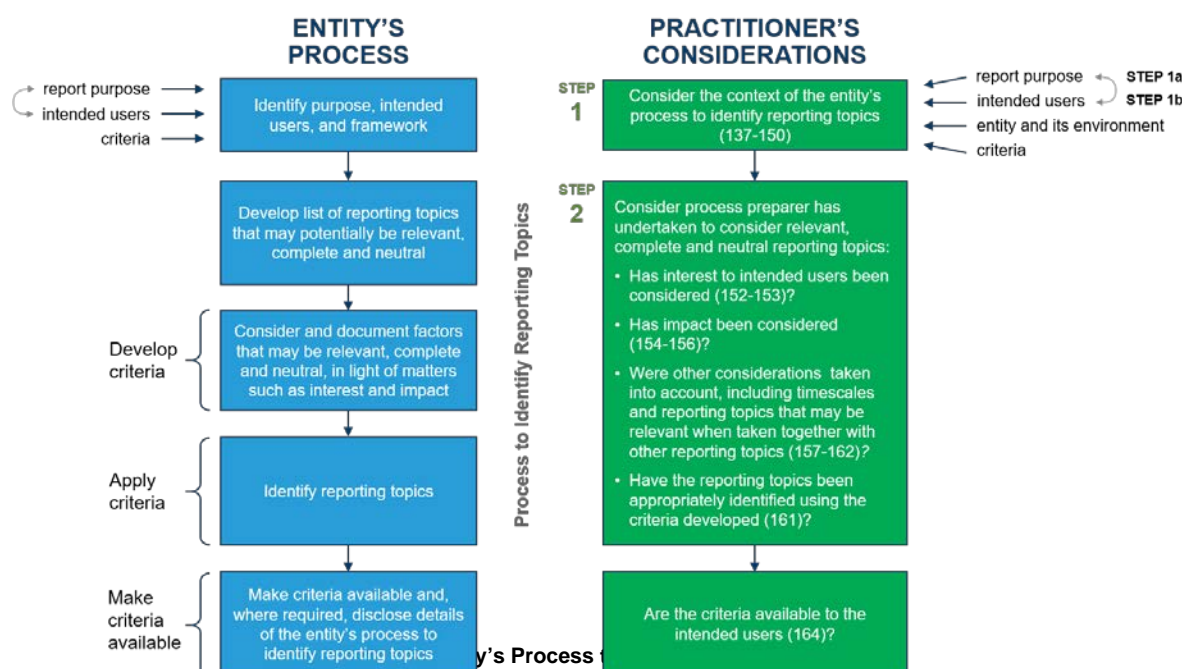 ENTITY'S
PROCESS
report purpose
intended users
criteria
Identify purpose, intended
users, and framework
Develop list of reporting topics
that may potentially be relevant,
complete and neutral
Develop
criteria
Consider and document factors
that may be relevant, complete
and neutral, in light of matters
such as interest and impact
Apply
criteria
Identify reporting topics
Make
criteria
available
Make criteria available and,
where required, disclose details
of the entity's process to
identify reporting topics
Process to Identify Reporting Topics
PRACTITIONER'S
CONSIDERATIONS
STEP
1
Consider the context of the entity's
process to identify reporting topics
(137-150)
report purpose
STEP 1a
intended users
STEP 1b
entity and its environment
criteria
STEP
2
Consider process preparer has
undertaken to consider relevant,
complete and neutral reporting topics:
• Has interest to intended users been
considered (152-153)?
• Has impact been considered
(154-156)?
• Were other considerations taken
into account, including timescales
and reporting topics that may be
relevant when taken together with
other reporting topics (157-162)?
• Have the reporting topics been
appropriately identified using the
criteria developed (161)?
Are the criteria available to the
intended users (164)?
y's Process t